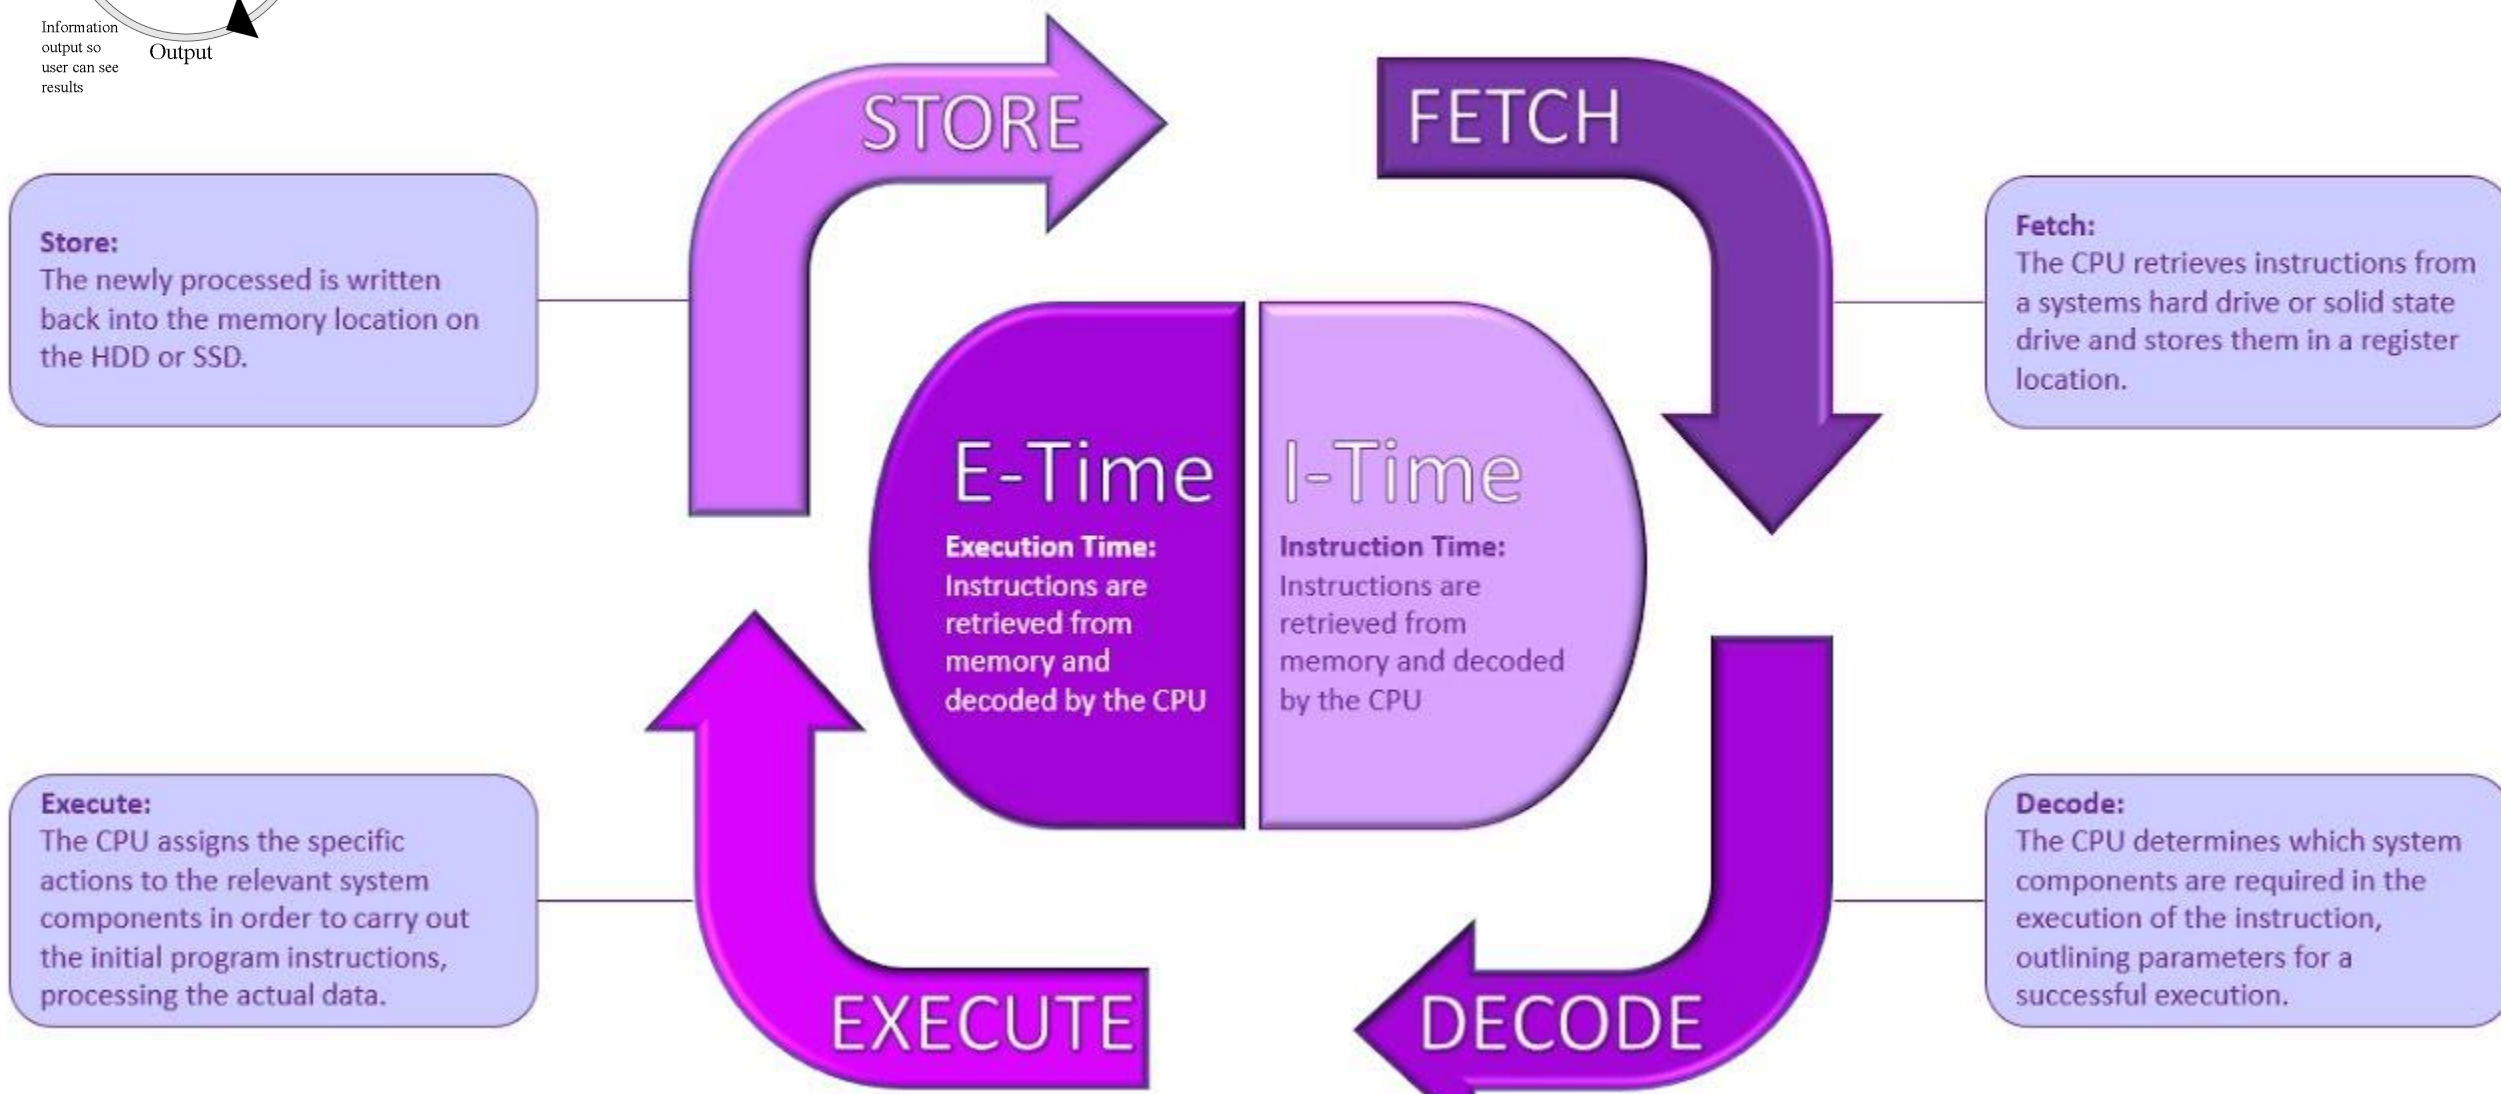 Information
output so
user can see
results
Output
STORE
FETCH
Store:
The newly processed is written
back into the memory location on
the HDD or SSD.
Fetch:
The CPU retrieves instructions from
a systems hard drive or solid state
drive and stores them in a register
location.
E-Time
Execution Time:
Instructions are
retrieved from
memory and
decoded by the CPU
I-Time
Instruction Time:
Instructions are
retrieved from
memory and decoded
by the CPU
Execute:
The CPU assigns the specific
actions to the relevant system
components in order to carry out
the initial program instructions,
processing the actual data.
Decode:
The CPU determines which system
components are required in the
execution of the instruction,
outlining parameters for a
successful execution.
EXECUTE
DECODE